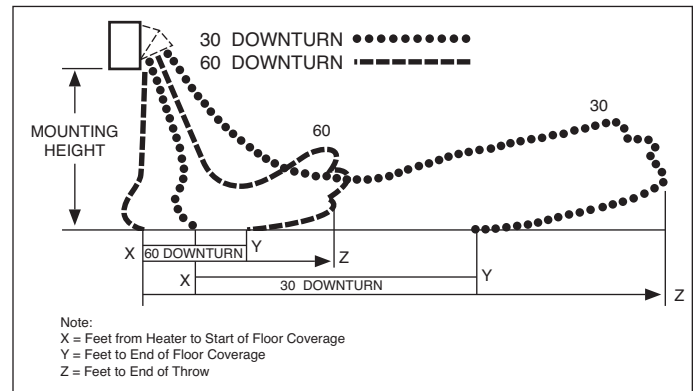 30 DOWNTURN
60 DOWNTURN
MOUNTING
HEIGHT
30
60
X
60 DOWNTURN
Y
Z
X
30 DOWNTURN
Y
Z
Note:
X = Feet from Heater to Start of Floor Coverage
Y = Feet to End of Floor Coverage
Z = Feet to End of Throw